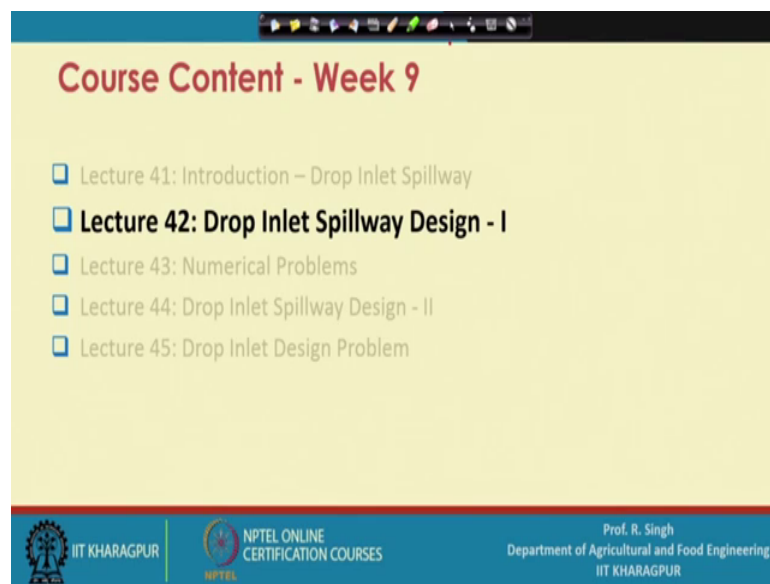 Course Content - Week 9
Lecture 41: Introduction – Drop Inlet Spillway
Lecture 42: Drop Inlet Spillway Design - I
Lecture 43: Numerical Problems
Lecture 44: Drop Inlet Spillway Design - II
Lecture 45: Drop Inlet Design Problem
IIT KHARAGPUR
NPTEL
NPTEL ONLINE
CERTIFICATION COURSES
Prof. R. Singh
Department of Agricultural and Food Engineering
IIT KHARAGPUR